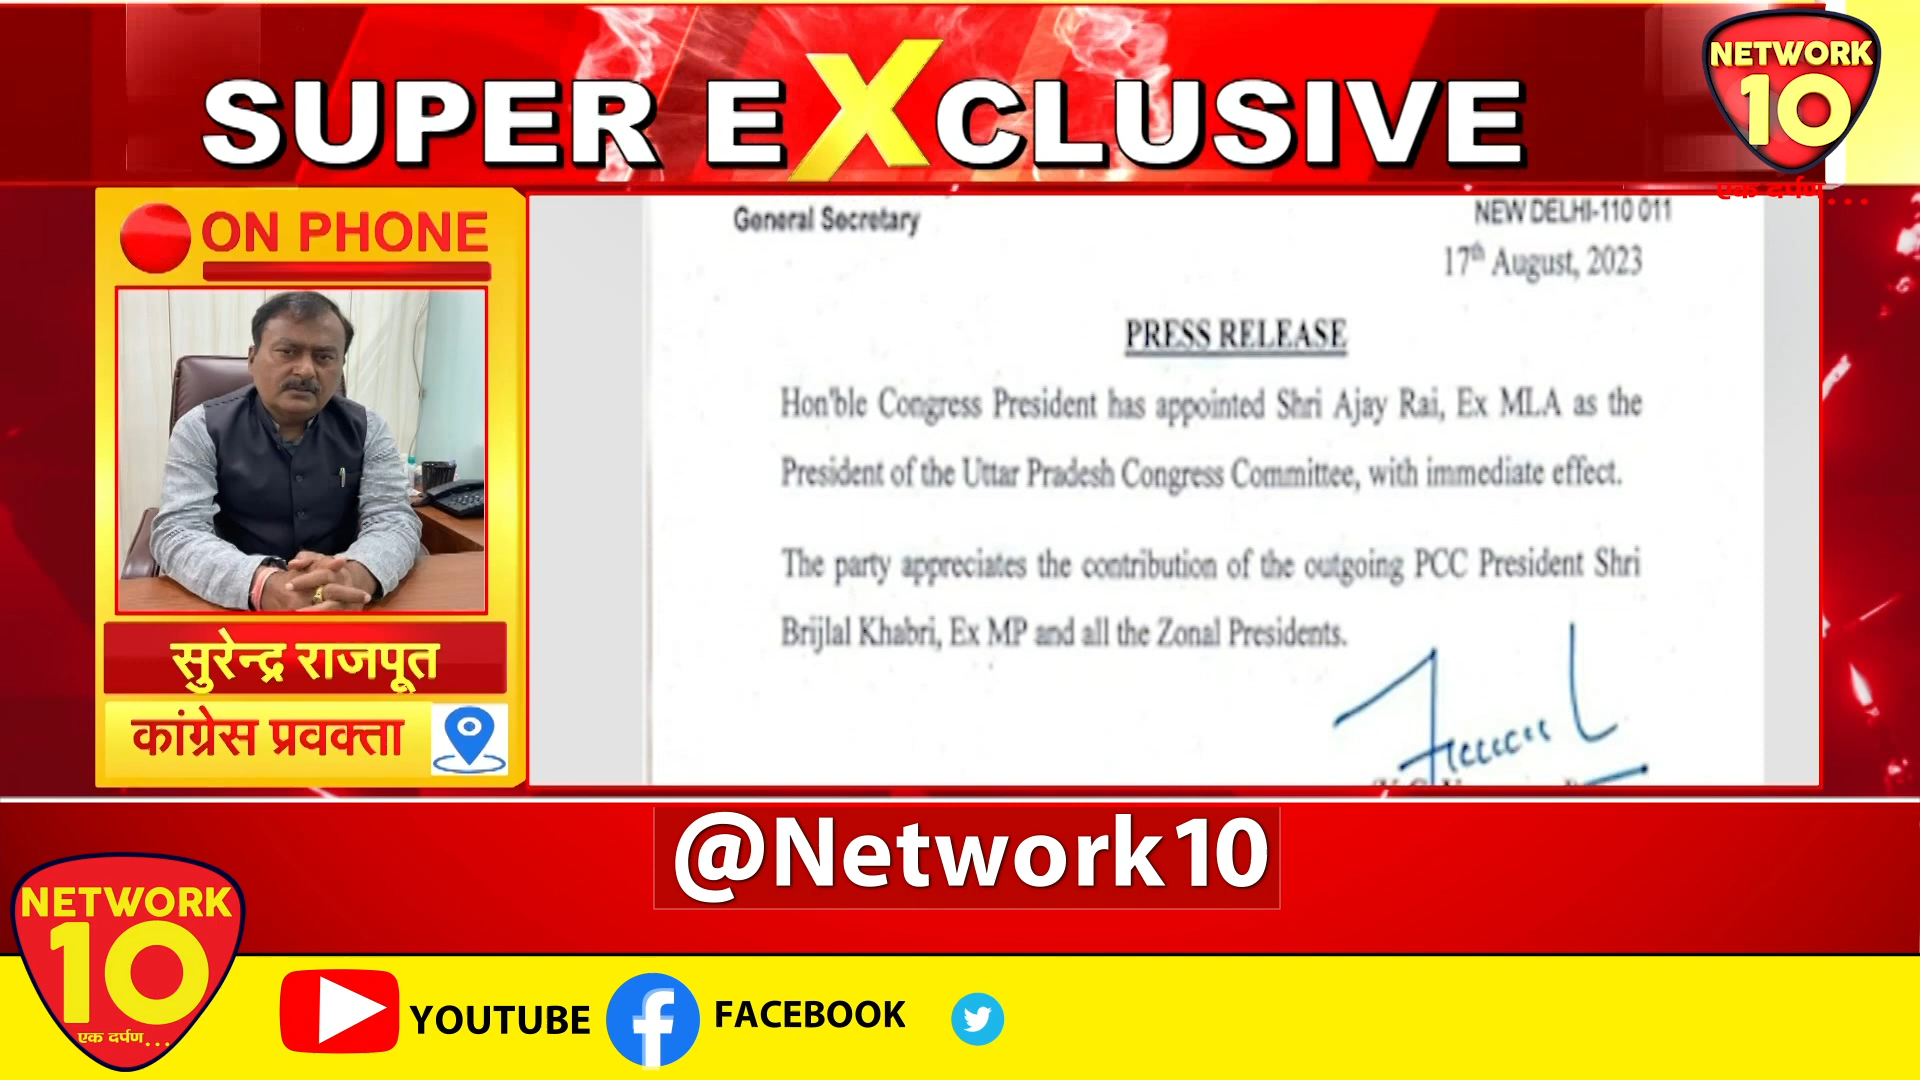 SUPER EXCLUSIVE
NETWORK
10
एक दर्पण...
ON PHONE
सुरेन्द्र राजपूत
कांग्रेस प्रवक्ता
General Secretary
NEW DELHI-110 011
17th August, 2023
PRESS RELEASE
Hon'ble Congress President has appointed Shri Ajay Rai, Ex MLA as the
President of the Uttar Pradesh Congress Committee, with immediate effect.
The party appreciates the contribution of the outgoing PCC President Shri
Brijlal Khabri, Ex MP and all the Zonal Presidents.
@Network10
NETWORK
10
एक दर्पण...
YOUTUBE
FACEBOOK